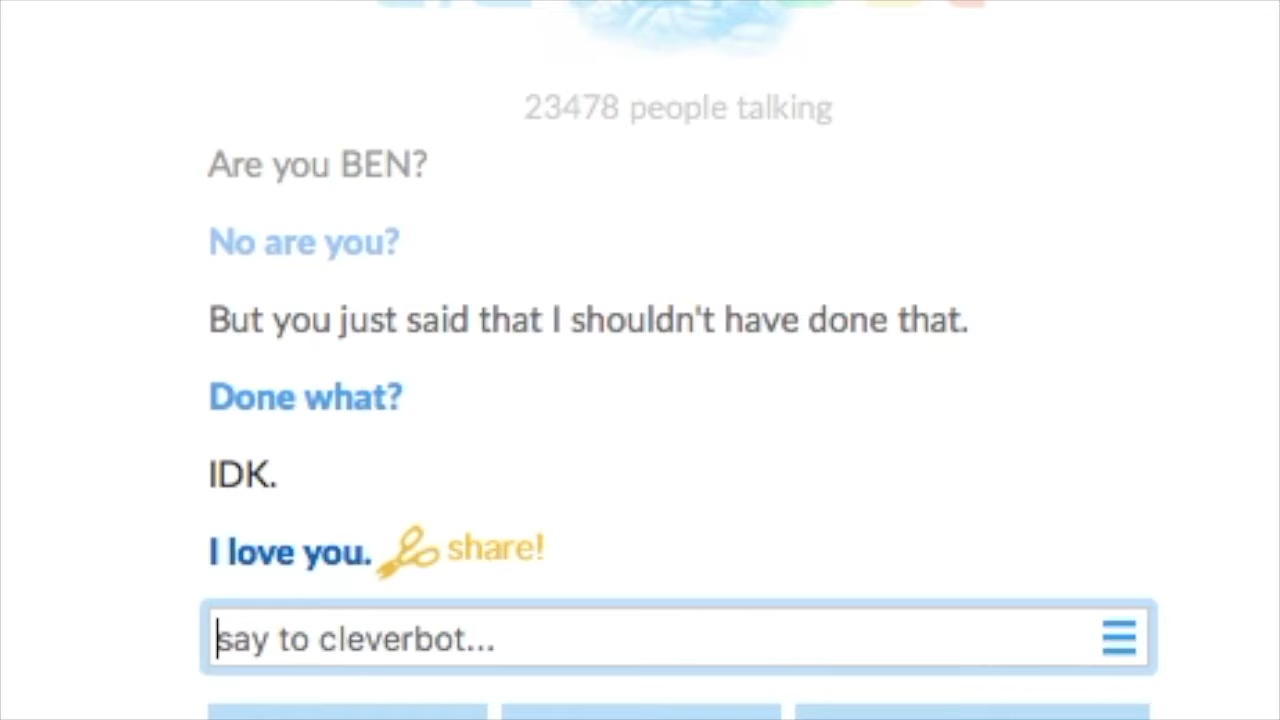 23478 people talking
Are you BEN?
No are you?
But you just said that I shouldn't have done that.
Done what?
IDK.
I love you. share!
say to cleverbot...